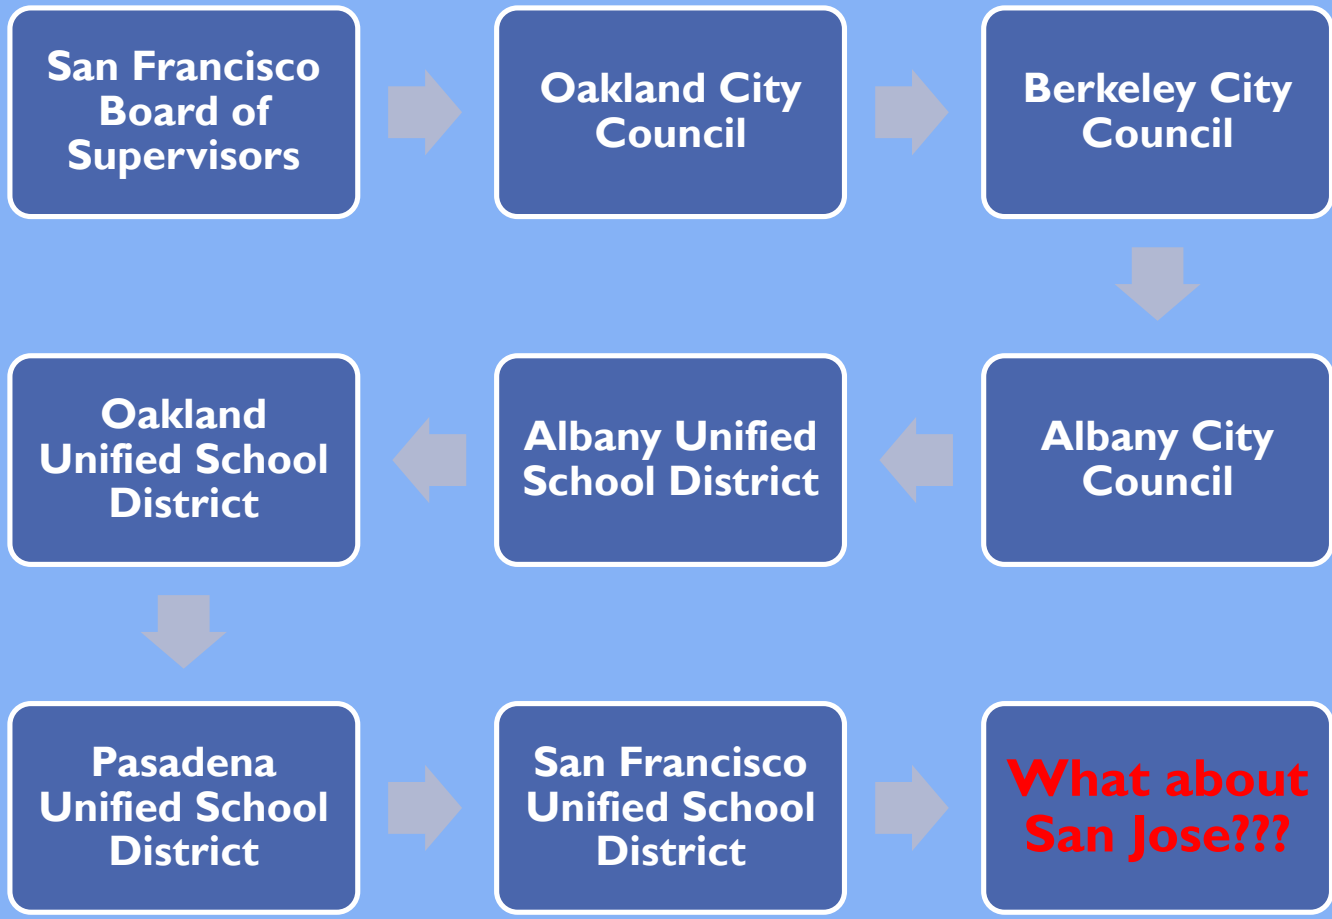 San Francisco
Board of
Supervisors
Oakland City
Council
Berkeley City
Council
Albany City
Council
Albany Unified
School District
Oakland
Unified School
District
Pasadena
Unified School
District
San Francisco
Unified School
District
What about
San Jose???